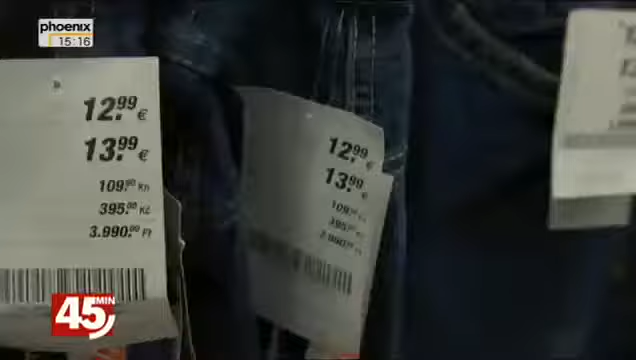 phoenix
15:16
12.99 €
13.99 €
109.90 Kn
395.00 Kč
3.990.00 Ft
12.99 €
13.99 €
45 MIN